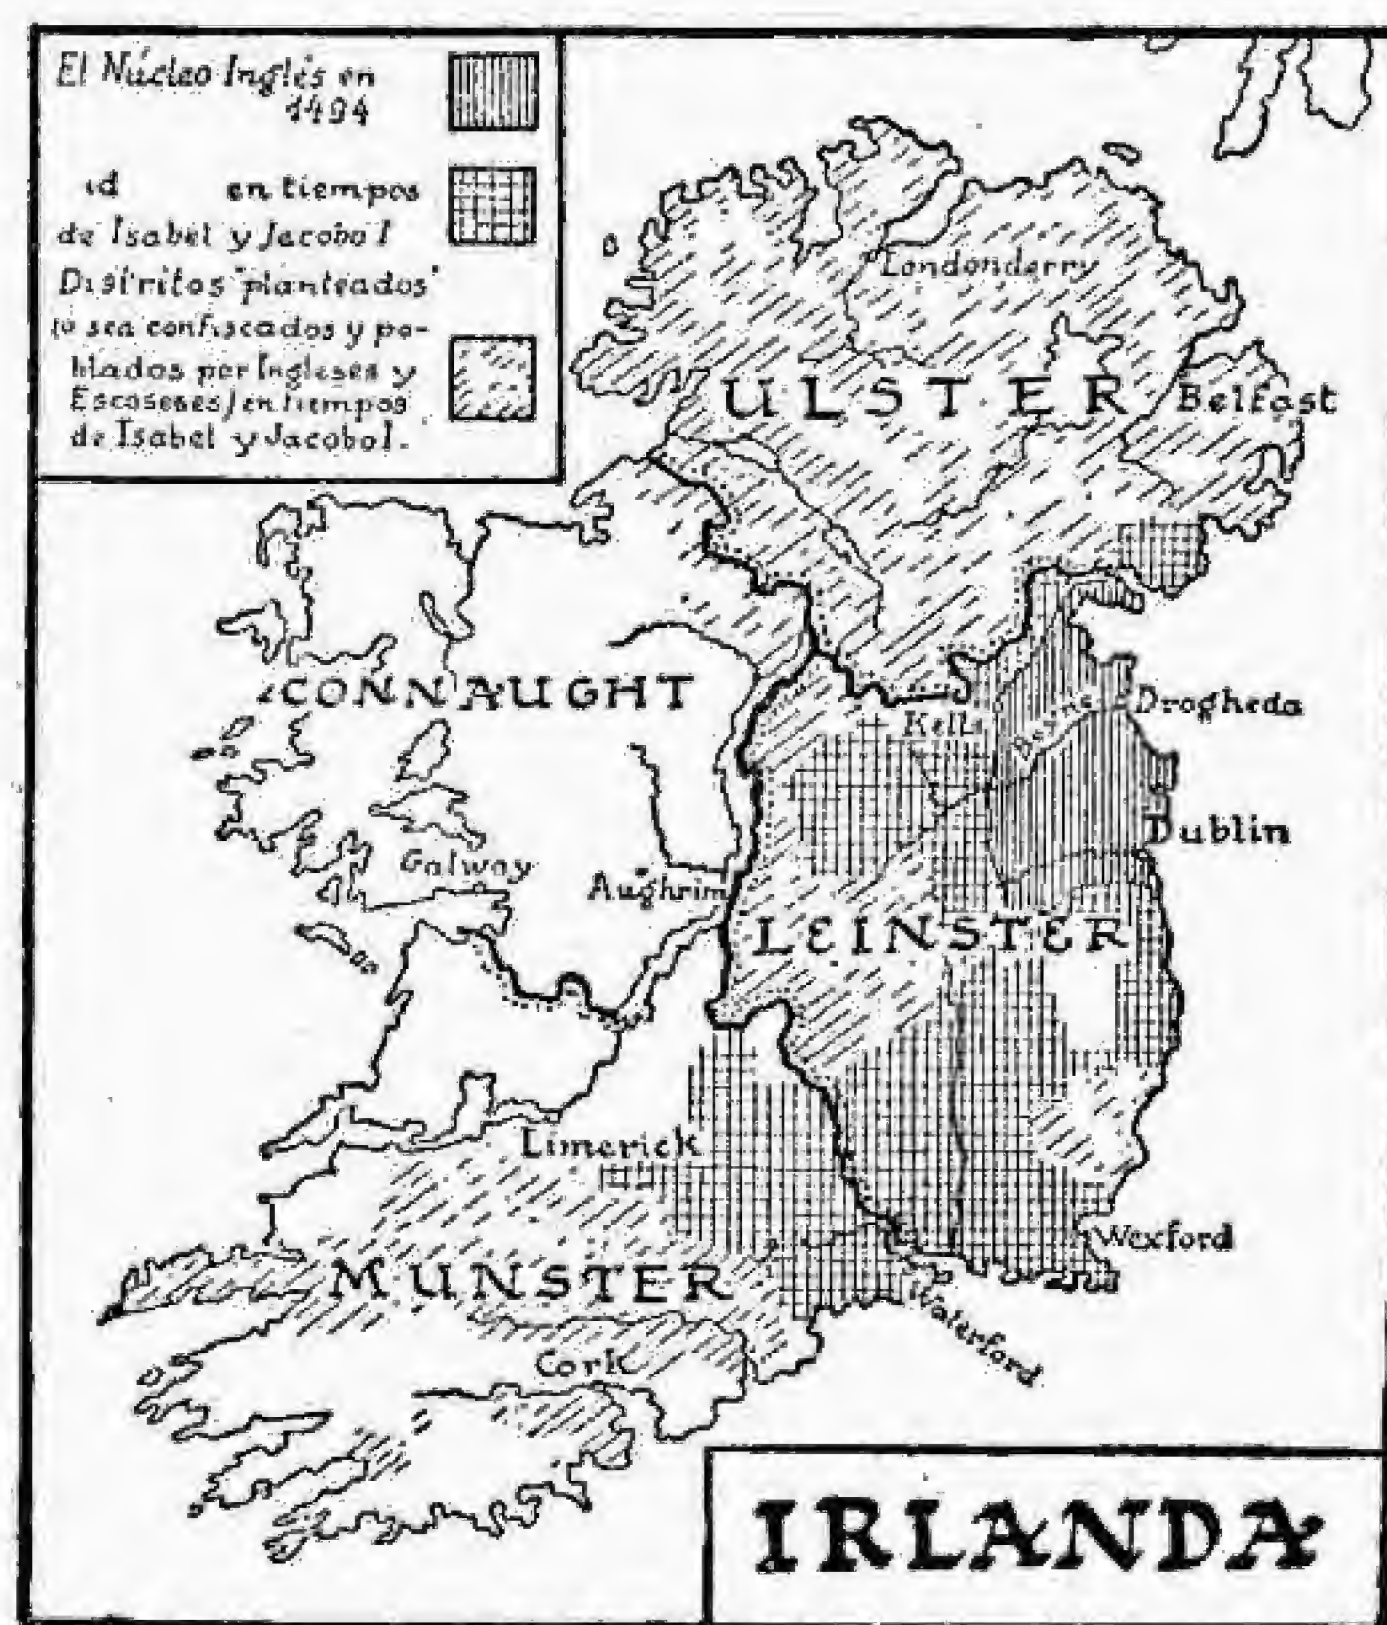 El Núcleo Inglés en
1494
id en tiempos
de Isabel y Jacobo I
Distritos "planteados"
(o sea confiscados y po-
blados por Ingleses y
Escoseses) en tiempos
de Isabel y Jacobo I.
Londonderry
ULSTER
Belfast
CONNAUGHT
Kells
Boyne
Drogheda
Dublin
Galway
Aughrim
LEINSTER
Limerick
Wexford
MUNSTER
Waterford
Cork
IRLANDA